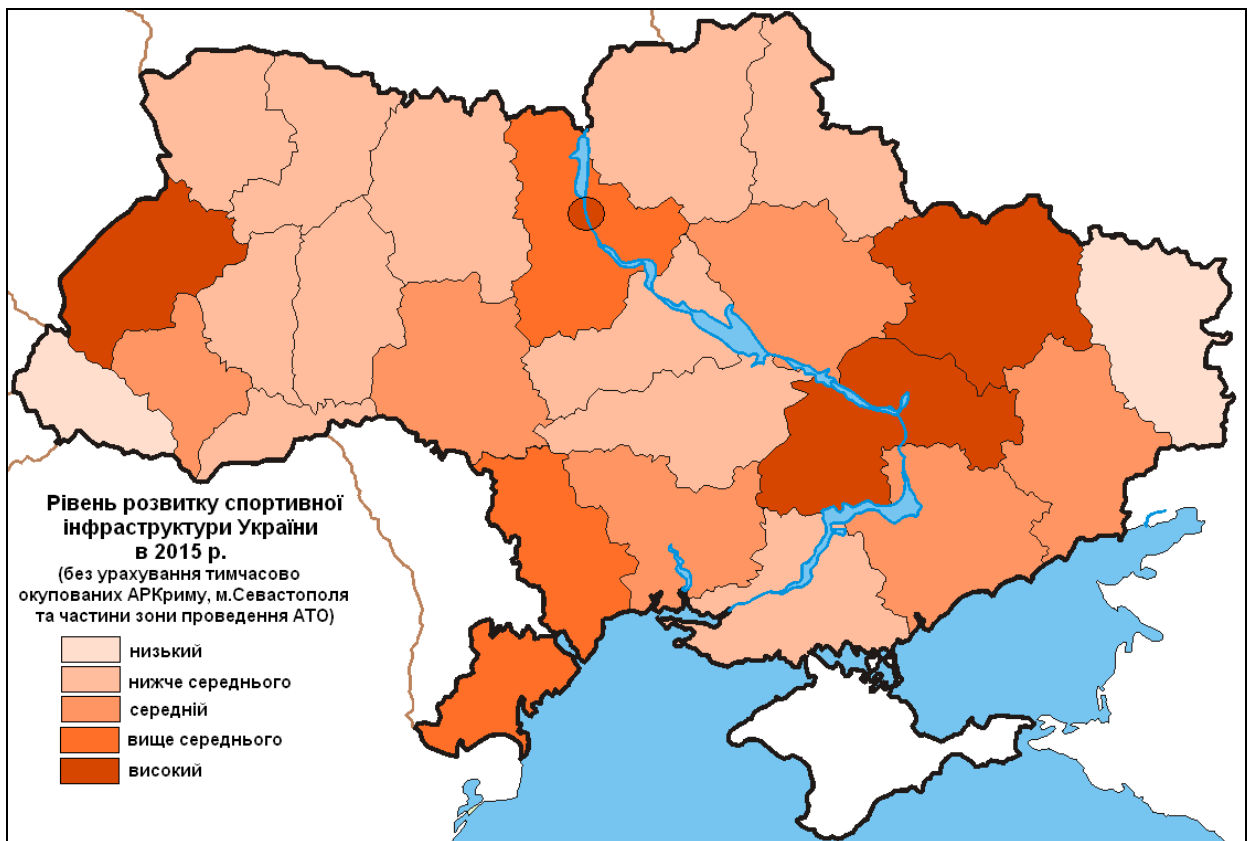 Рівень розвитку спортивної
інфраструктури України
в 2015 р.
(без урахування тимчасово
окупованих АРКриму, м.Севастополя
та частини зони проведення АТО)
низький
нижче середнього
середній
вище середнього
високий